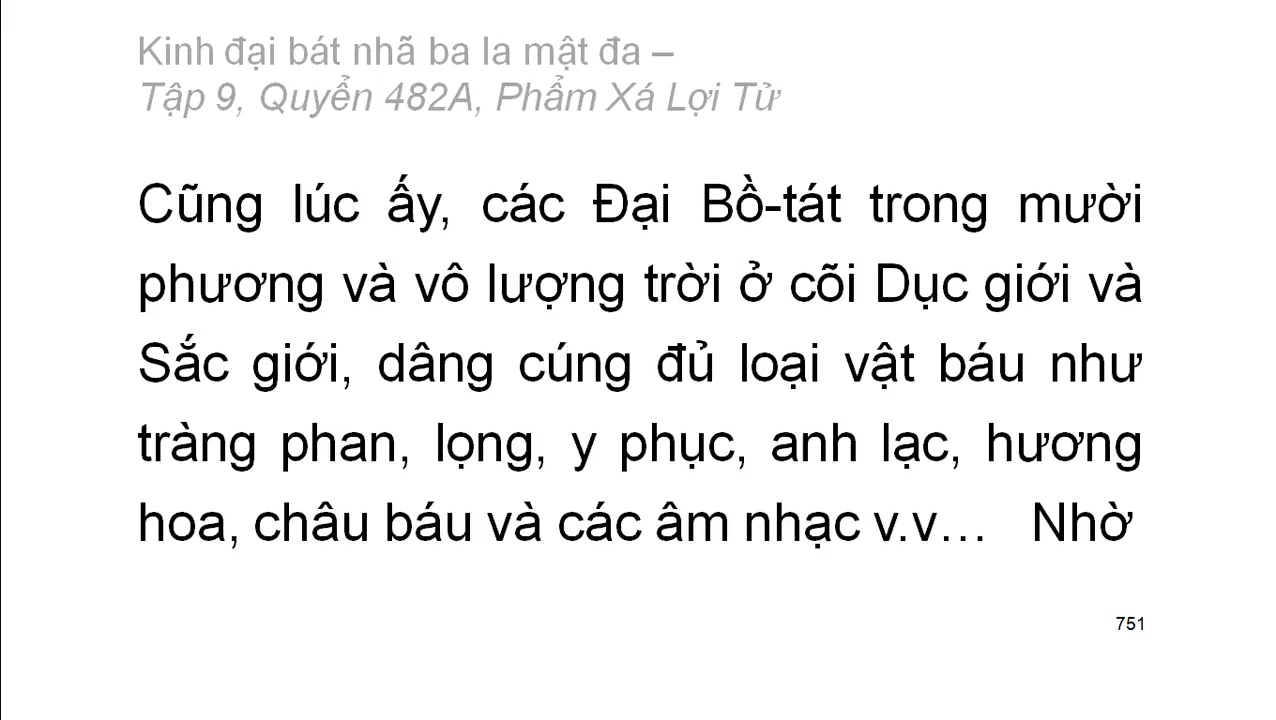 Kinh đại bát nhã ba la mật đa –
Tập 9, Quyển 482A, Phẩm Xá Lợi Tử
Cũng lúc ấy, các Đại Bồ-tát trong mười
phương và vô lượng trời ở cõi Dục giới và
Sắc giới, dâng cúng đủ loại vật báu như
tràng phan, lọng, y phục, anh lạc, hương
hoa, châu báu và các âm nhạc v.v… Nhờ
751